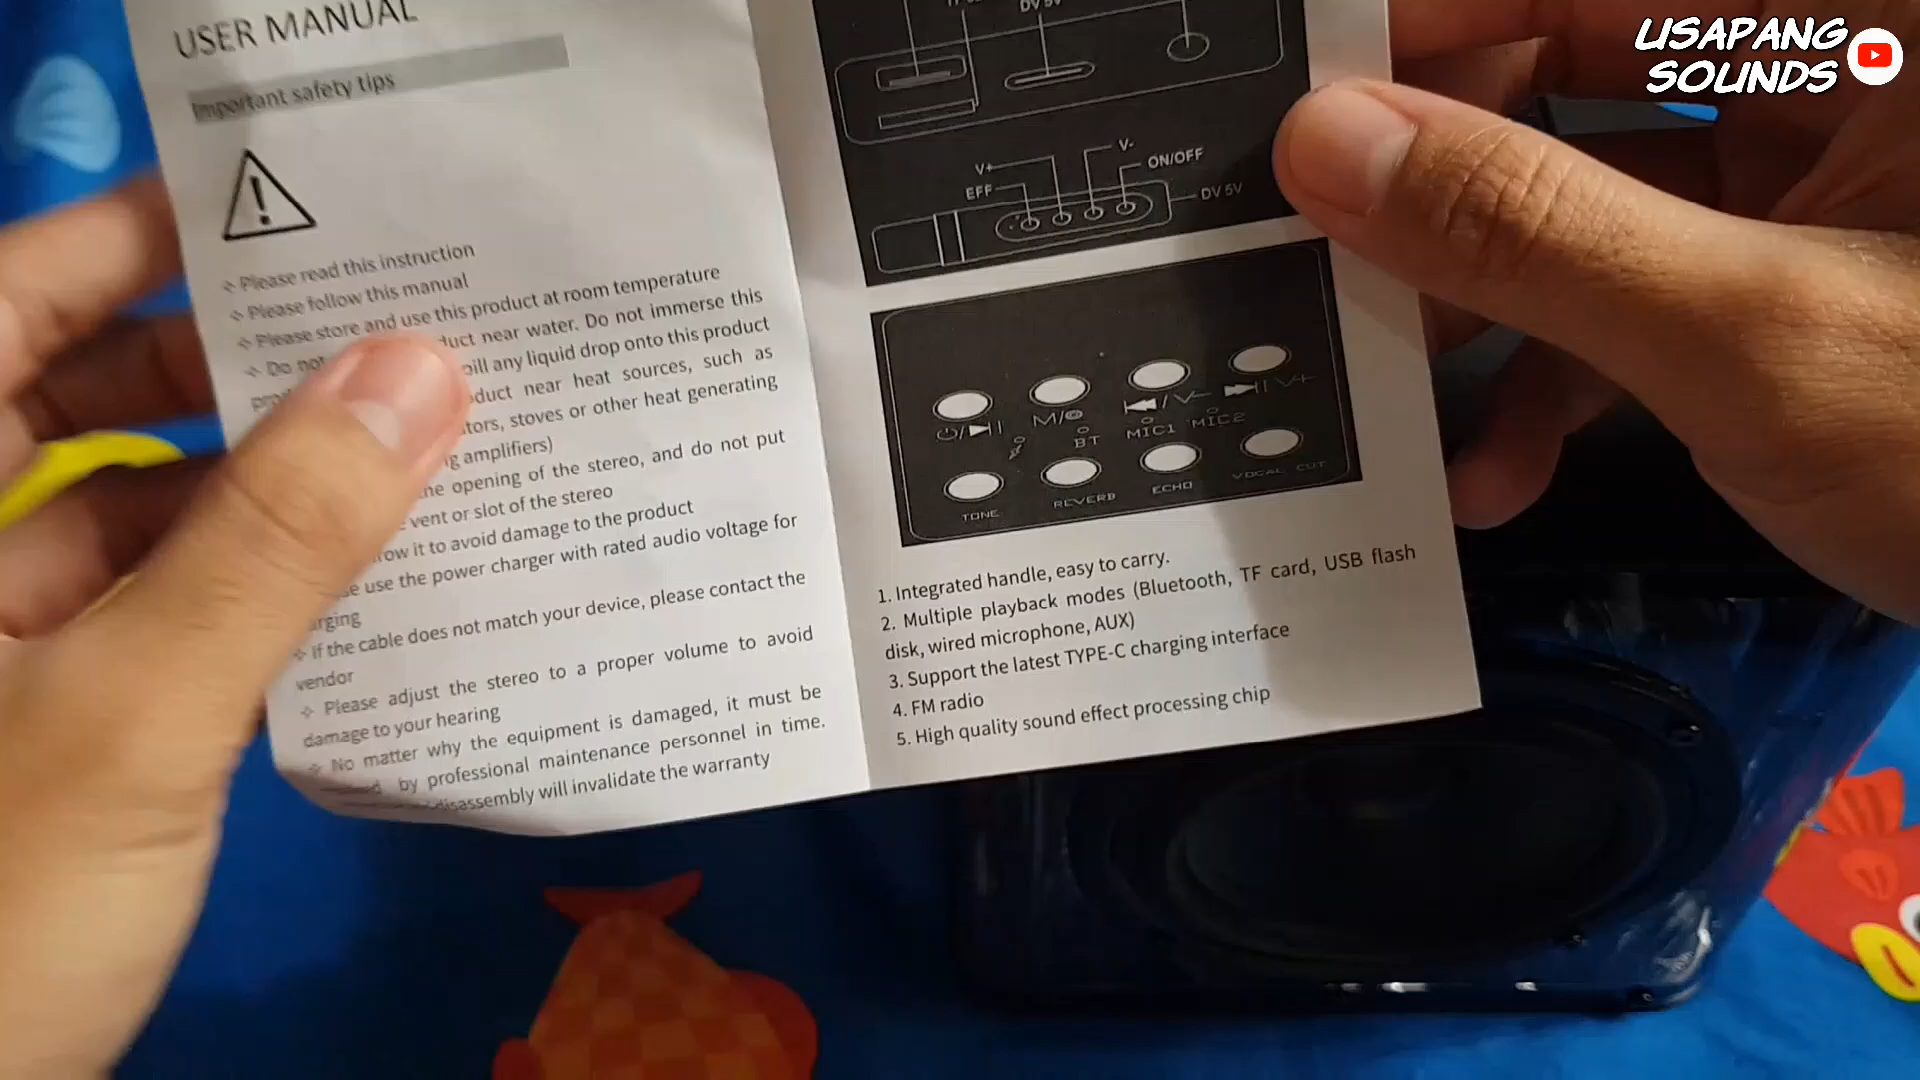 USER MANUAL
Important safety tips
Please read this instruction
Please follow this manual
Please store and use this product at room temperature
Do not near water. Do not immerse this
any liquid drop onto this product
near heat sources, such as
stoves or other heat generating
amplifiers)
opening of the stereo, and do not put
vent or slot of the stereo
it to avoid damage to the product
use the power charger with rated audio voltage for
If the cable does not match your device, please contact the
vendor
Please adjust the stereo to a proper volume to avoid
damage to your hearing
No matter why the equipment is damaged, it must be
by professional maintenance personnel in time.
disassembly will invalidate the warranty
DV 5V
V+
V-
EFF
ON/OFF
DV 5V
M/
/V-
V+
BT
MIC1
MIC2
TONE
REVERB
ECHO
VOCAL CUT
1. Integrated handle, easy to carry.
2. Multiple playback modes (Bluetooth, TF card, USB flash
disk, wired microphone, AUX)
3. Support the latest TYPE-C charging interface
4. FM radio
5. High quality sound effect processing chip
USAPANG
SOUNDS